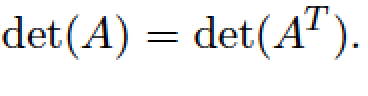 det(A) = det(A^T).